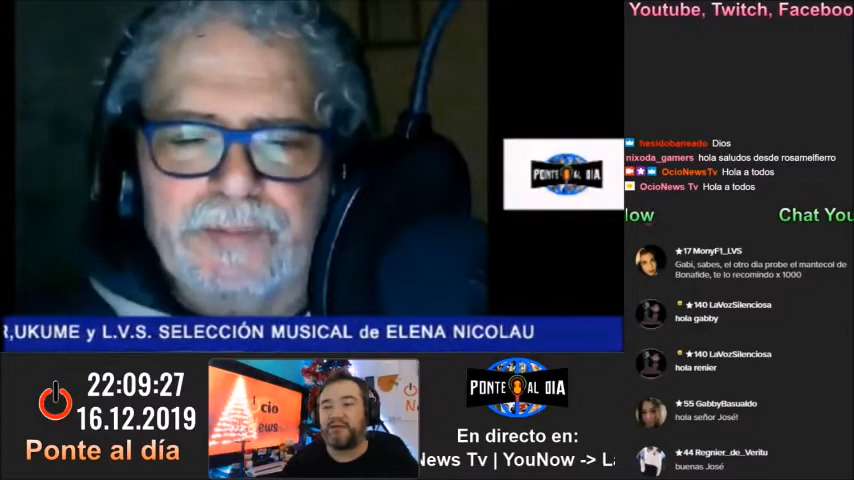 Youtube, Twitch, Faceboo
hesidobaneado Dios
nixoda_gamers hola saludos desde rosamelfierro
OcioNewsTv Hola a todos
OcioNews Tv Hola a todos
PONTE AL DIA
low
Chat You
★17 MonyF1_LVS
Gabi, sabes, el otro dia probe el mantecol de
Bonafide, te lo recomindo x 1000
★140 LaVozSilenciosa
hola gabby
★140 LaVozSilenciosa
hola renier
★55 GabbyBasualdo
hola señor José!
★44 Regnier_de_Veritu
buenas José
R,UKUME y L.V.S. SELECCIÓN MUSICAL de ELENA NICOLAU
22:09:27
16.12.2019
Ponte al día
cio
ews
PONTE AL DIA
En directo en:
News Tv | YouNow -> La